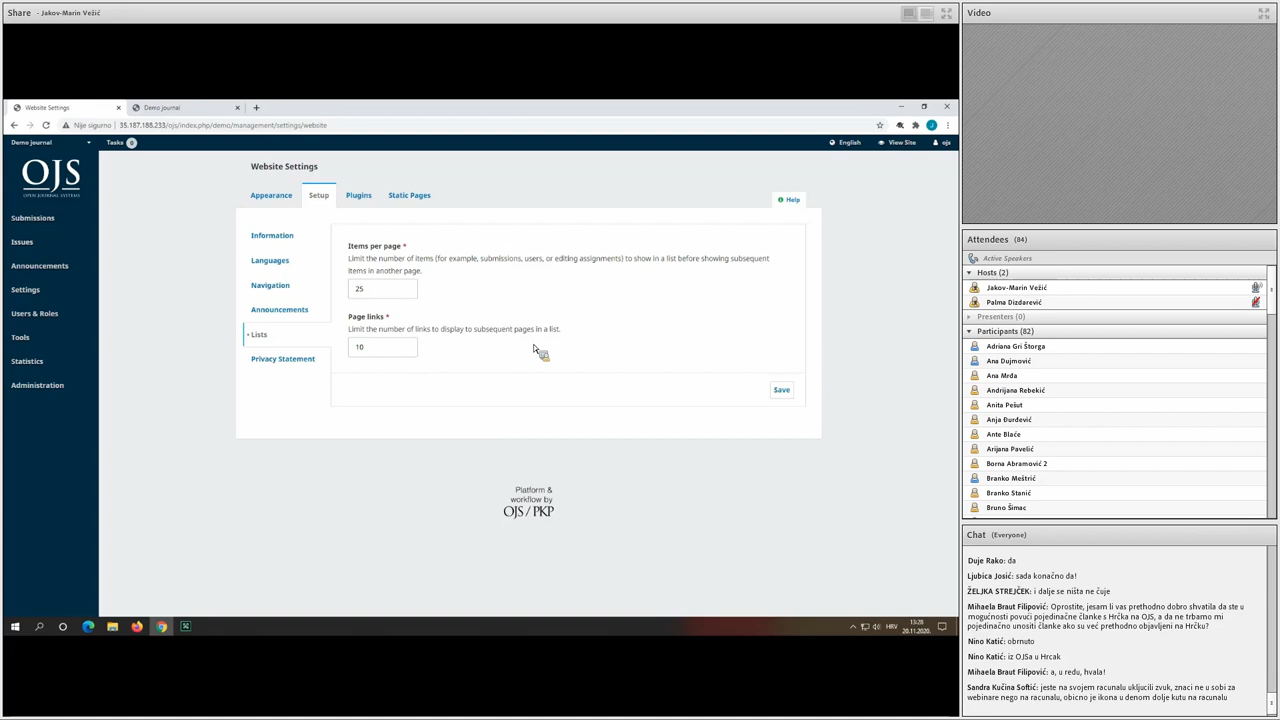 Share - Jakov-Marin Vežić
Website Settings
Demo journal
Nije sigurno
35.187.188.233/ojs/index.php/demo/management/settings/website
Demo journal
Tasks 0
English
View Site
ojs
OJS
OPEN JOURNAL SYSTEMS
Submissions
Issues
Announcements
Settings
Users & Roles
Tools
Statistics
Administration
Website Settings
Appearance
Setup
Plugins
Static Pages
Help
Information
Languages
Navigation
Announcements
Lists
Privacy Statement
Items per page *
Limit the number of items (for example, submissions, users, or editing assignments) to show in a list before showing subsequent
items in another page.
25
Page links *
Limit the number of links to display to subsequent pages in a list.
10
Save
Platform &
workflow by
OJS / PKP
HRV
13:28
20.11.2020.
Video
Attendees (84)
Active Speakers
Hosts (2)
Jakov-Marin Vežić
Palma Dizdarević
Presenters (0)
Participants (82)
Adriana Gri Štorga
Ana Dujmović
Ana Mrđa
Andrijana Rebekić
Anita Pešut
Anja Đurđević
Ante Blaće
Arijana Pavelić
Borna Abramović 2
Branko Meštrić
Branko Stanić
Bruno Šimac
Chat (Everyone)
Duje Rako: da
Ljubica Josić: sada konačno da!
ŽELJKA STREJČEK: i dalje se ništa ne čuje
Mihaela Braut Filipović: Oprostite, jesam li vas prethodno dobro shvatila da ste u
mogućnosti povući pojedinačne članke s Hrčka na OJS, a da ne trbamo mi
pojedinačno unositi članke ako su već prethodno objavljeni na Hrčku?
Nino Katić: obrnuto
Nino Katić: iz OJSa u Hrcak
Mihaela Braut Filipović: a, u redu, hvala!
Sandra Kučina Softić: jeste na svojem racunalu ukljucili zvuk, znaci ne u sobi za
webinare nego na racunalu, obicno je ikona u denom dolje kutu na racunalu